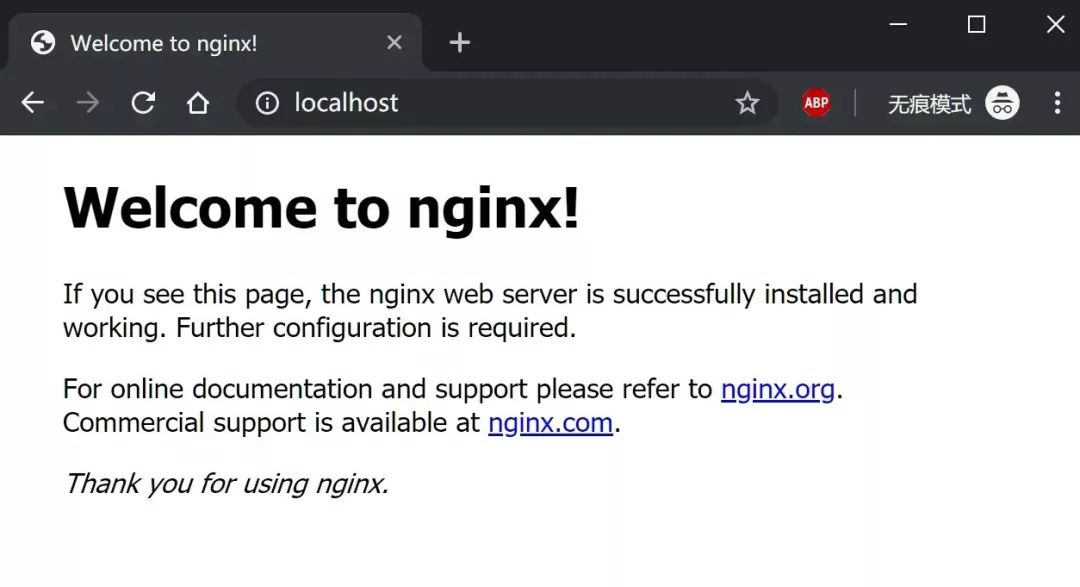 Welcome to nginx!
localhost
ABP
无痕模式
Welcome to nginx!
If you see this page, the nginx web server is successfully installed and
working. Further configuration is required.
For online documentation and support please refer to nginx.org.
Commercial support is available at nginx.com.
Thank you for using nginx.